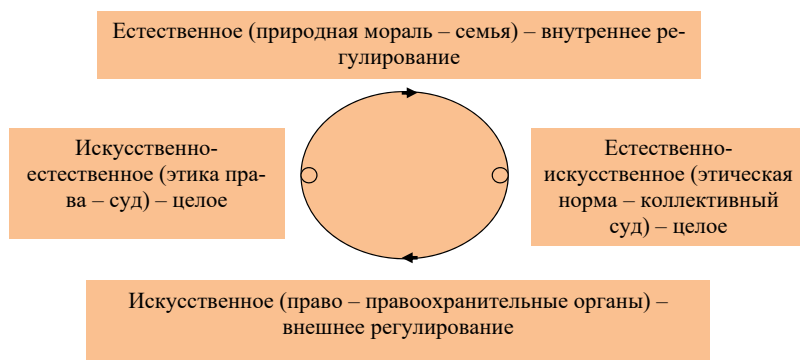 Естественное (природная мораль – семья) – внутреннее ре-
гулирование
Искусственно-
естественное (этика пра-
ва – суд) – целое
Естественно-
искусственное (этическая
норма – коллективный
суд) – целое
Искусственное (право – правоохранительные органы) –
внешнее регулирование